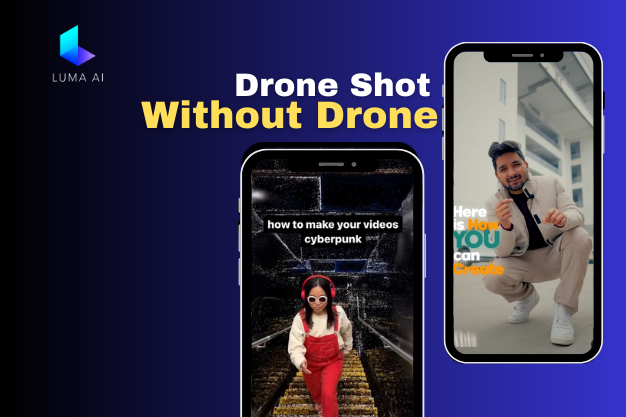 LUMA AI
Drone Shot
Without Drone
how to make your videos
cyberpunk
Here
is How
YOU
can
Create